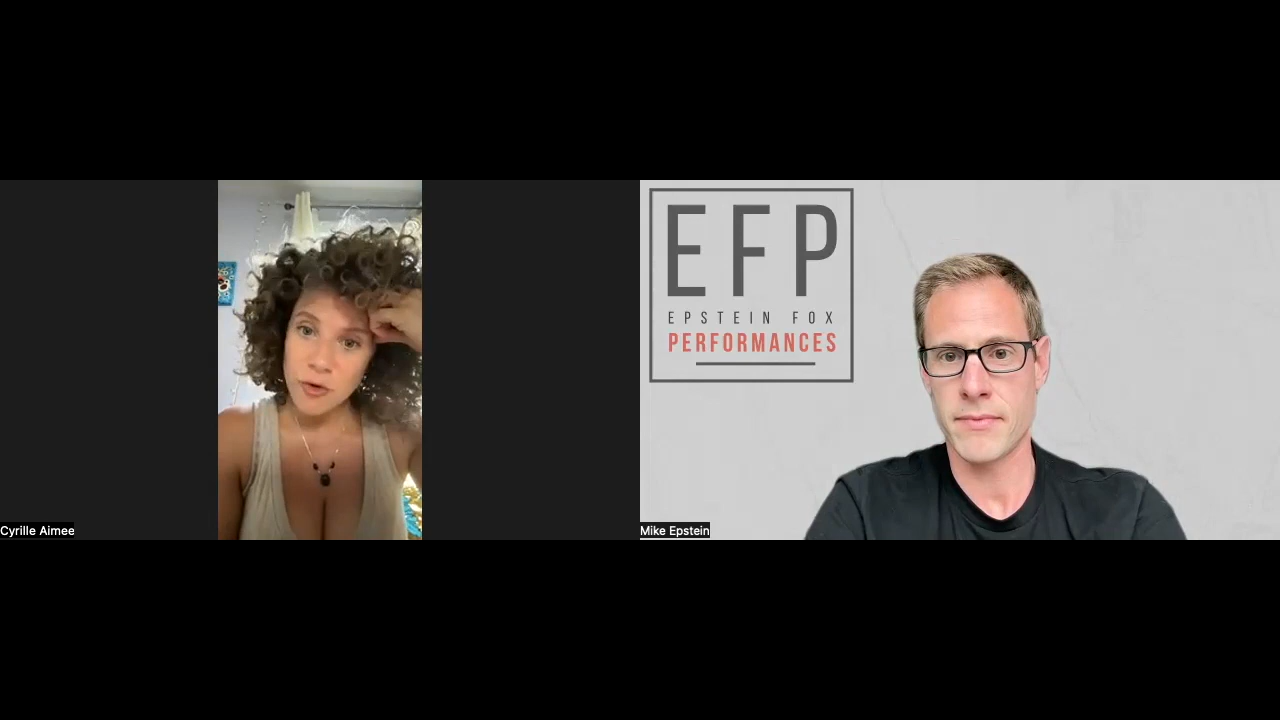 EFP
EPSTEIN FOX
PERFORMANCES
Cyrille Aimee
Mike Epstein